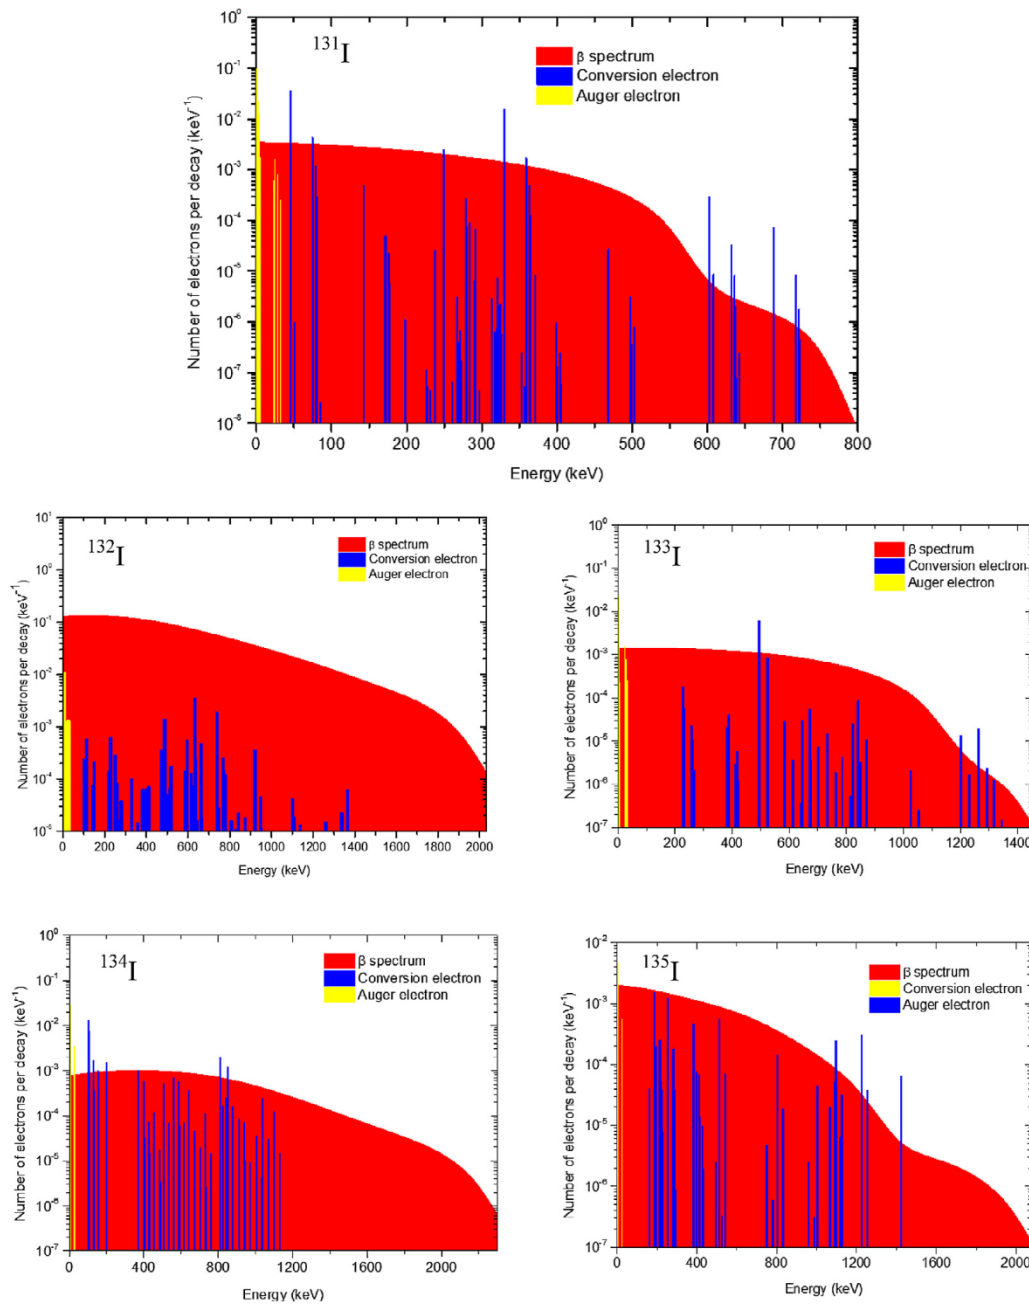 10⁰
10⁻¹
10⁻²
10⁻³
10⁻⁴
10⁻⁵
10⁻⁶
10⁻⁷
10⁻⁸
Number of electrons per decay (keV⁻¹)
¹³¹I
β spectrum
Conversion electron
Auger electron
0 100 200 300 400 500 600 700 800
Energy (keV)
10¹
10⁰
10⁻¹
10⁻²
10⁻³
10⁻⁴
10⁻⁵
Number of electrons per decay (keV⁻¹)
¹³²I
β spectrum
Conversion electron
Auger electron
0 200 400 600 800 1000 1200 1400 1600 1800 2000
Energy (keV)
10⁰
10⁻¹
10⁻²
10⁻³
10⁻⁴
10⁻⁵
10⁻⁶
10⁻⁷
Number of electrons per decay (keV⁻¹)
¹³³I
β spectrum
Conversion electron
Auger electron
0 200 400 600 800 1000 1200 1400
Energy (keV)
10⁰
10⁻¹
10⁻²
10⁻³
10⁻⁴
10⁻⁵
10⁻⁶
10⁻⁷
Number of electrons per decay (keV⁻¹)
¹³⁴I
β spectrum
Conversion electron
Auger electron
0 400 800 1200 1600 2000
Energy (keV)
10⁻²
10⁻³
10⁻⁴
10⁻⁵
10⁻⁶
10⁻⁷
Number of electrons per decay (keV⁻¹)
¹³⁵I
β spectrum
Conversion electron
Auger electron
0 400 800 1200 1600 2000
Energy (keV)